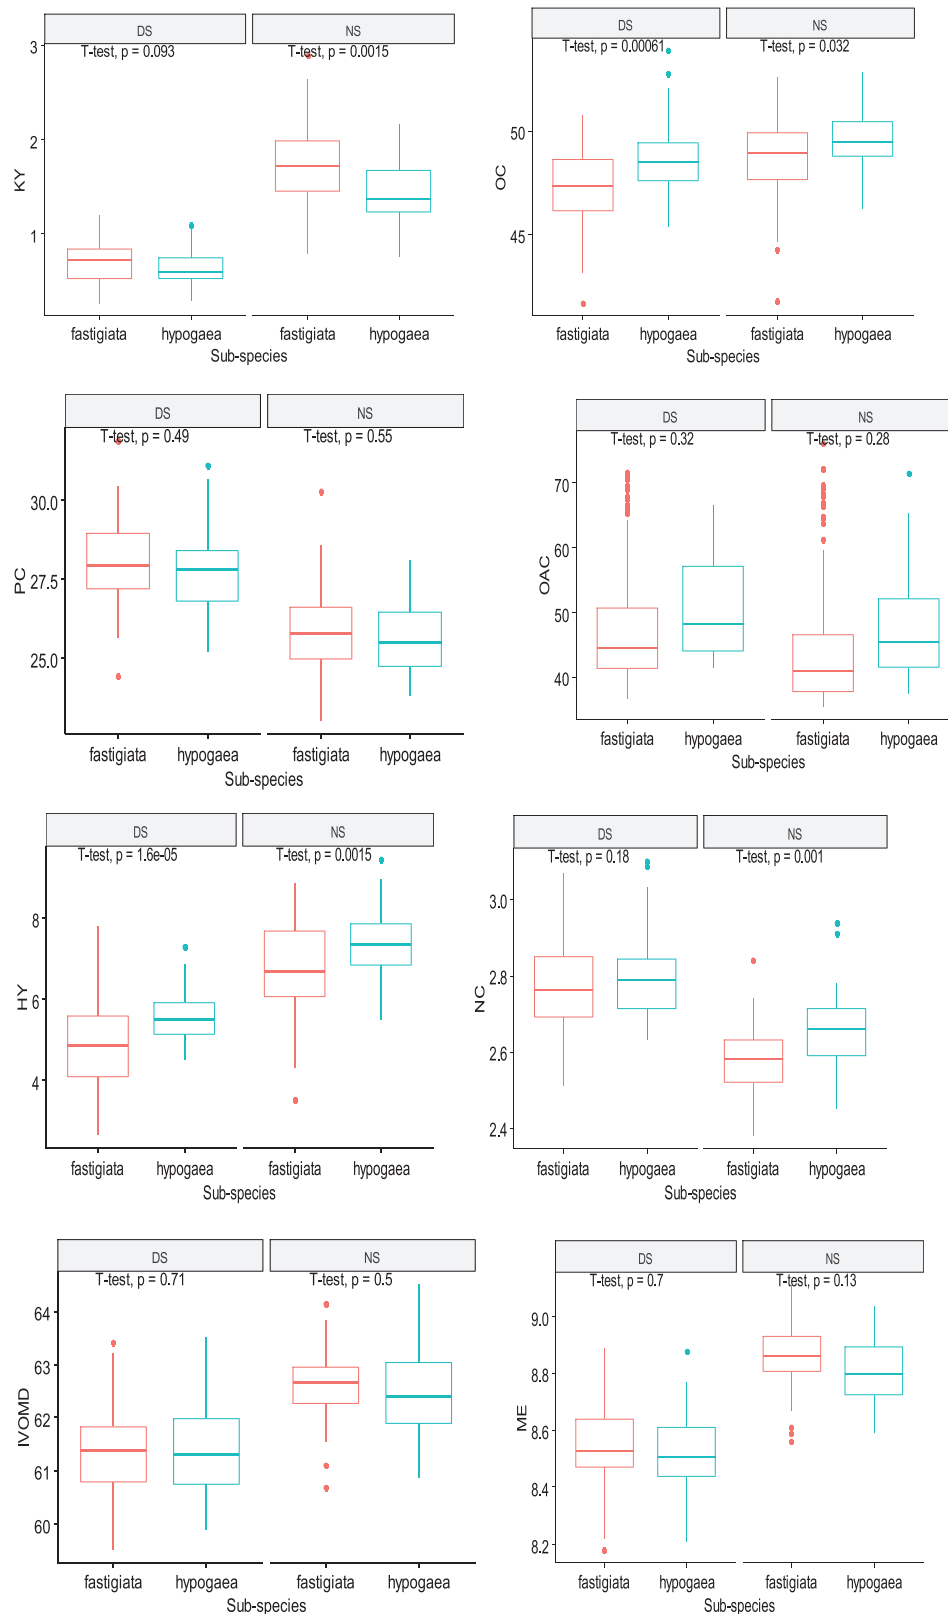 DS NS
T-test, p = 0.093 T-test, p = 0.0015
3
2
1
KY
fastigiata hypogaea fastigiata hypogaea
Sub-species
DS NS
T-test, p = 0.00061 T-test, p = 0.032
50
45
OC
fastigiata hypogaea fastigiata hypogaea
Sub-species
DS NS
T-test, p = 0.49 T-test, p = 0.55
30.0
27.5
25.0
PC
fastigiata hypogaea fastigiata hypogaea
Sub-species
DS NS
T-test, p = 0.32 T-test, p = 0.28
70
60
50
40
OAC
fastigiata hypogaea fastigiata hypogaea
Sub-species
DS NS
T-test, p = 1.6e-05 T-test, p = 0.0015
8
6
4
HY
fastigiata hypogaea fastigiata hypogaea
Sub-species
DS NS
T-test, p = 0.18 T-test, p = 0.001
3.0
2.8
2.6
2.4
NC
fastigiata hypogaea fastigiata hypogaea
Sub-species
DS NS
T-test, p = 0.71 T-test, p = 0.5
64
63
62
61
60
IVOMD
fastigiata hypogaea fastigiata hypogaea
Sub-species
DS NS
T-test, p = 0.7 T-test, p = 0.13
9.0
8.8
8.6
8.4
8.2
ME
fastigiata hypogaea fastigiata hypogaea
Sub-species